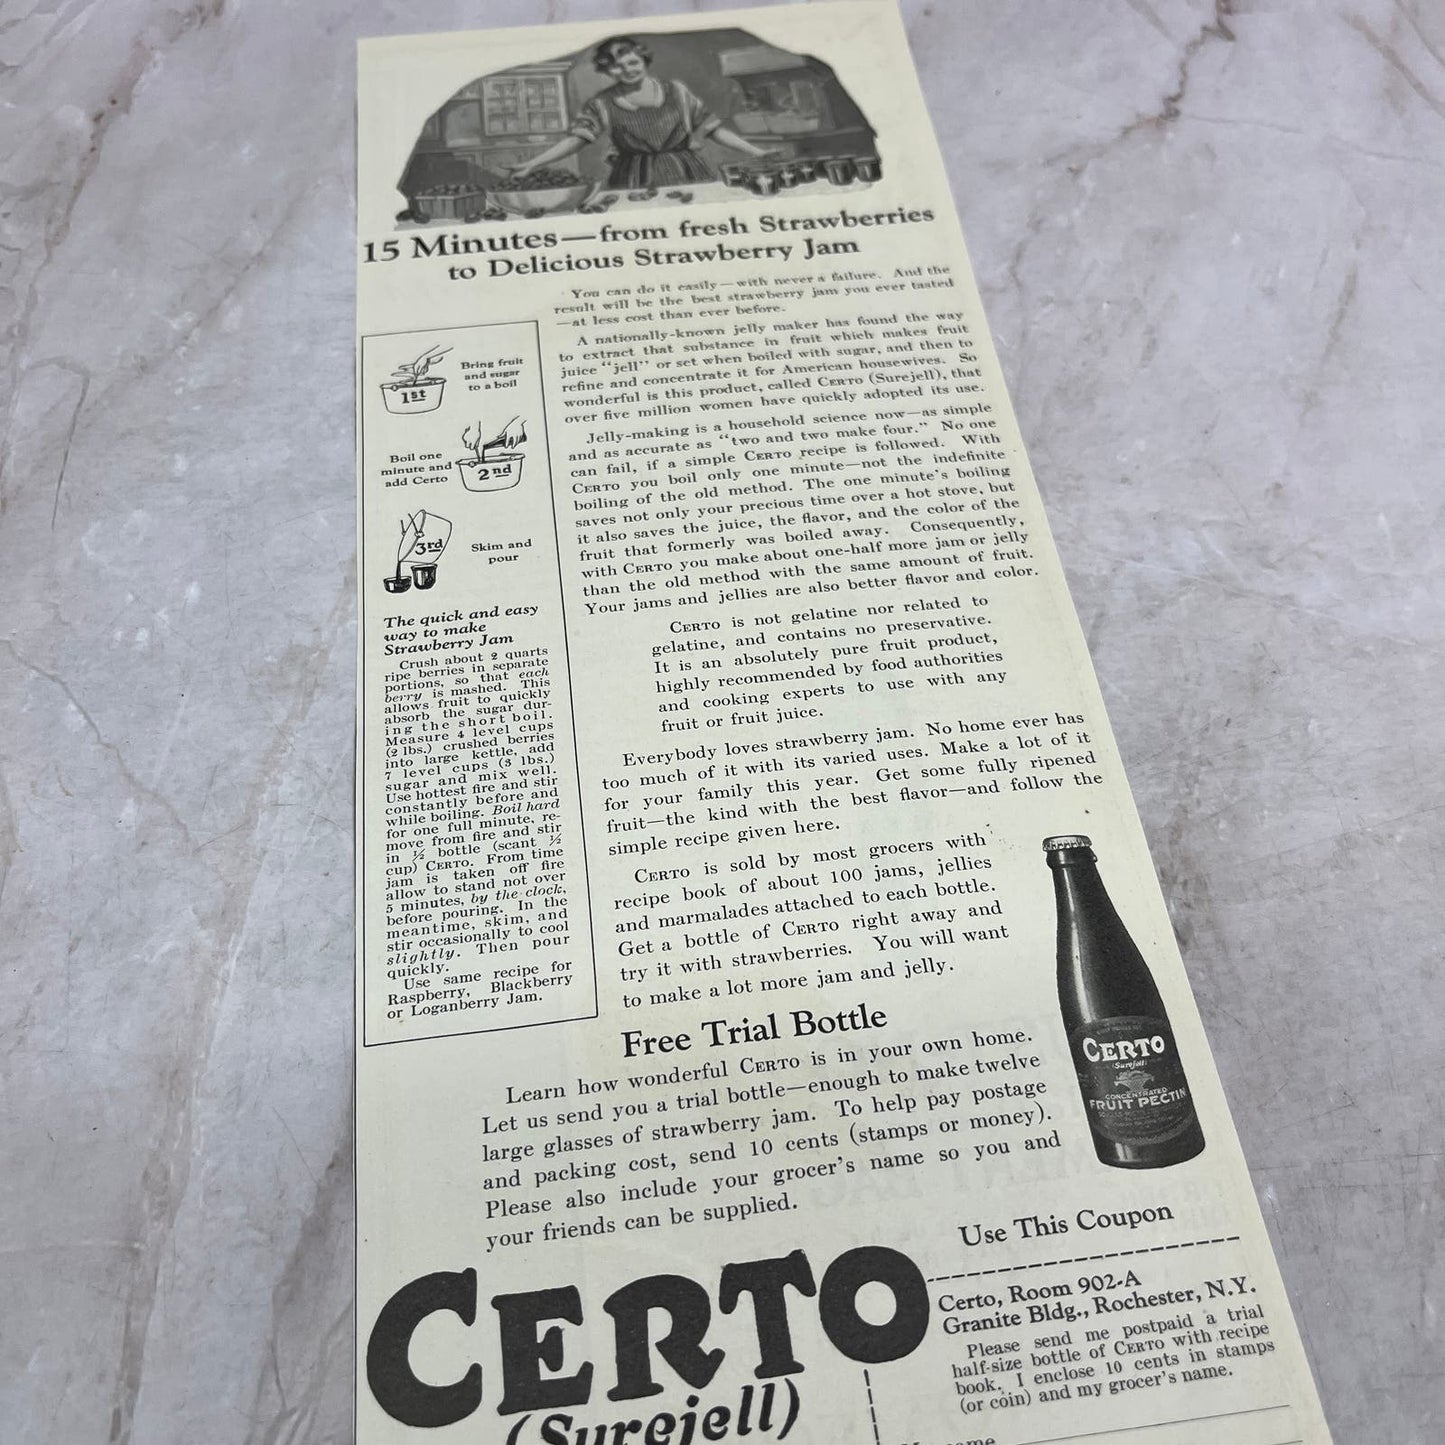 15 Minutes—from fresh Strawberries
to Delicious Strawberry Jam
You can do it easily—with never a failure. And the
result will be the best strawberry jam you ever tasted
—at less cost than ever before.
A nationally-known jelly maker has found the way
to extract that substance in fruit which makes fruit
juice "jell" or set when boiled with sugar, and then to
refine and concentrate it for American housewives. So
wonderful is this product, called CERTO (Surejell), that
over five million women have quickly adopted its use.
Jelly-making is a household science now—as simple
and as accurate as "two and two make four." No one
can fail, if a simple CERTO recipe is followed. With
CERTO you boil only one minute—not the indefinite
boiling of the old method. The one minute's boiling
saves not only your precious time over a hot stove, but
it also saves the juice, the flavor, and the color of the
fruit that formerly was boiled away. Consequently,
with CERTO you make about one-half more jam or jelly
than the old method with the same amount of fruit.
Your jams and jellies are also better flavor and color.
CERTO is not gelatine nor related to
gelatine, and contains no preservative.
It is an absolutely pure fruit product,
highly recommended by food authorities
and cooking experts to use with any
fruit or fruit juice.
Everybody loves strawberry jam. No home ever has
too much of it with its varied uses. Make a lot of it
for your family this year. Get some fully ripened
fruit—the kind with the best flavor—and follow the
simple recipe given here.
CERTO is sold by most grocers with
recipe book of about 100 jams, jellies
and marmalades attached to each bottle.
Get a bottle of CERTO right away and
try it with strawberries. You will want
to make a lot more jam and jelly.
1st
Bring fruit
and sugar
to a boil
Boil one
minute and
add Certo
2nd
3rd
Skim and
pour
The quick and easy
way to make
Strawberry Jam
Crush about 2 quarts
ripe berries in separate
portions, so that each
berry is mashed. This
allows fruit to quickly
absorb the sugar dur-
ing the short boil.
Measure 4 level cups
(2 lbs.) crushed berries
into large kettle, add
7 level cups (3 lbs.)
sugar and mix well.
Use hottest fire and stir
constantly before and
while boiling. Boil hard
for one full minute, re-
move from fire and stir
in ½ bottle (scant ½
cup) CERTO. From time
jam is taken off fire
allow to stand not over
5 minutes, by the clock,
before pouring. In the
meantime, skim, and
stir occasionally to cool
slightly. Then pour
quickly.
Use same recipe for
Raspberry, Blackberry
or Loganberry Jam.
Free Trial Bottle
Learn how wonderful CERTO is in your own home.
Let us send you a trial bottle—enough to make twelve
large glasses of strawberry jam. To help pay postage
and packing cost, send 10 cents (stamps or money).
Please also include your grocer's name so you and
your friends can be supplied.
CERTO
(Surejell)
CONCENTRATED
FRUIT PECTIN
Use This Coupon
CERTO
(Surejell)
Certo, Room 902-A
Granite Bldg., Rochester, N.Y.
Please send me postpaid a trial
half-size bottle of CERTO with recipe
book. I enclose 10 cents in stamps
(or coin) and my grocer's name.